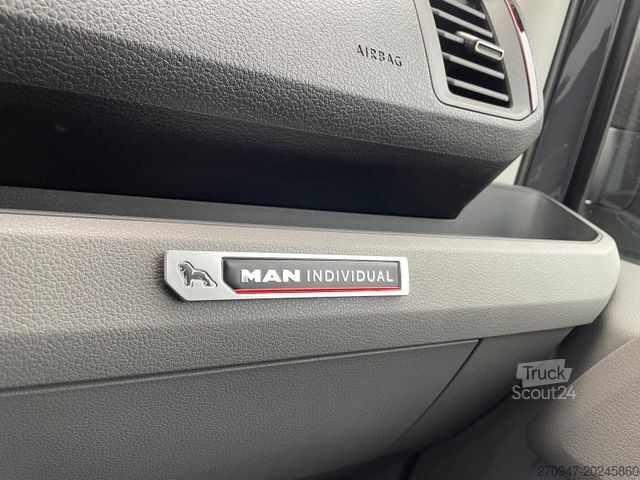 AIRBAG
MAN INDIVIDUAL
Truck
Scout24
270947-20245860